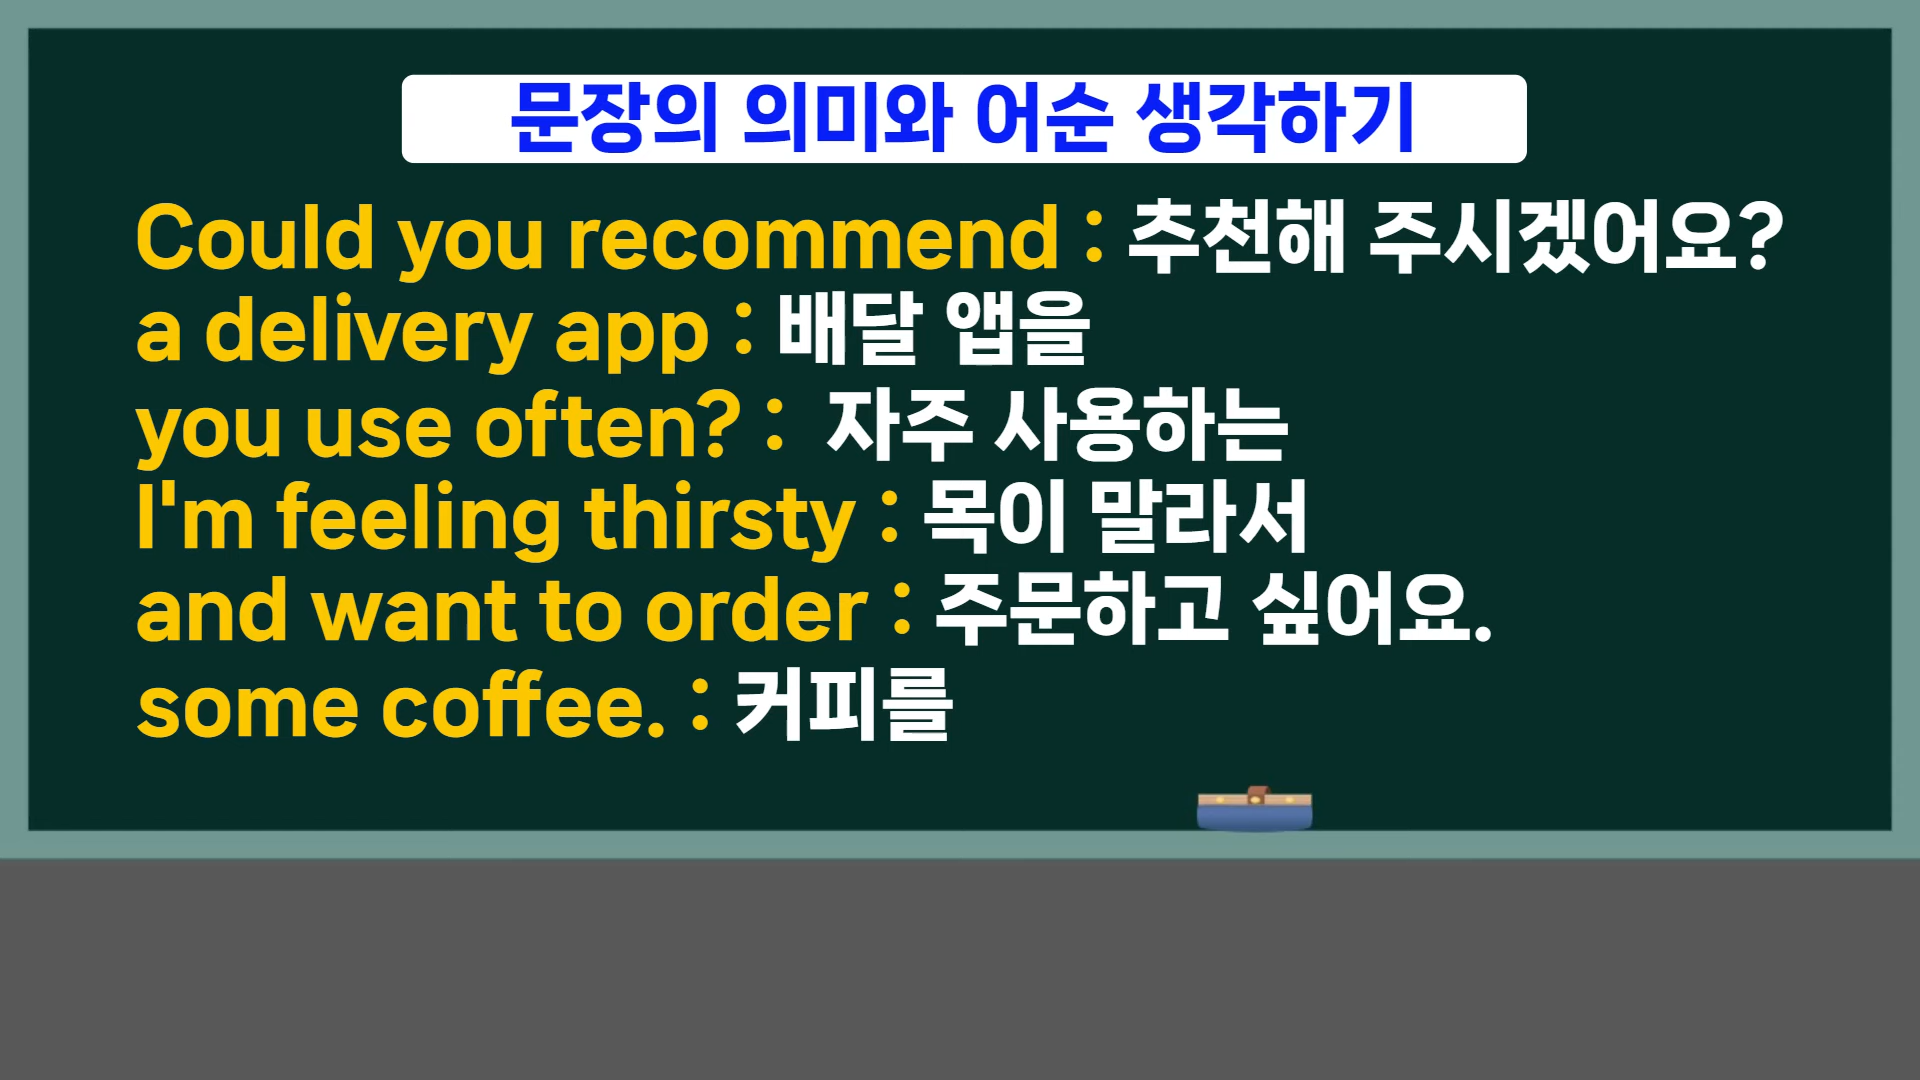 문장의 의미와 어순 생각하기
Could you recommend : 추천해 주시겠어요?
a delivery app : 배달 앱을
you use often? : 자주 사용하는
I'm feeling thirsty : 목이 말라서
and want to order : 주문하고 싶어요.
some coffee. : 커피를